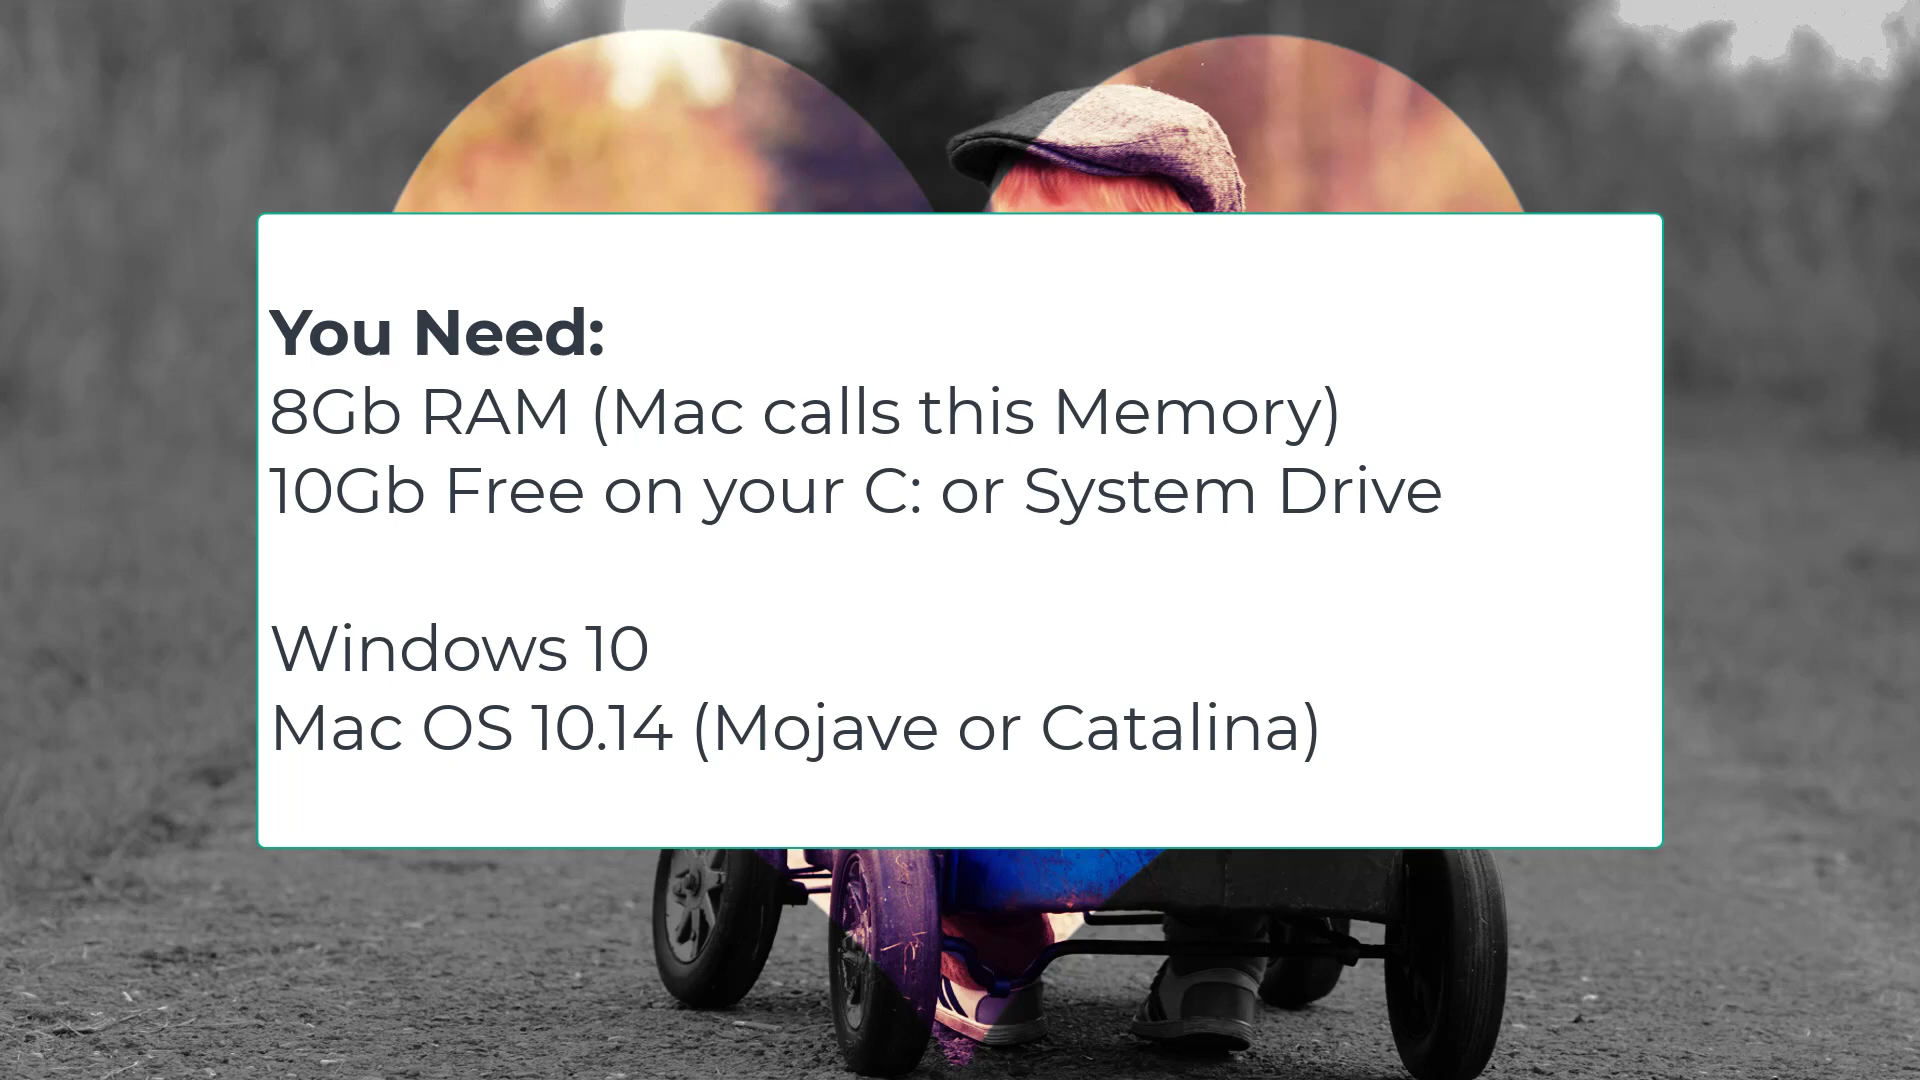 You Need:
8Gb RAM (Mac calls this Memory)
10Gb Free on your C: or System Drive
Windows 10
Mac OS 10.14 (Mojave or Catalina)